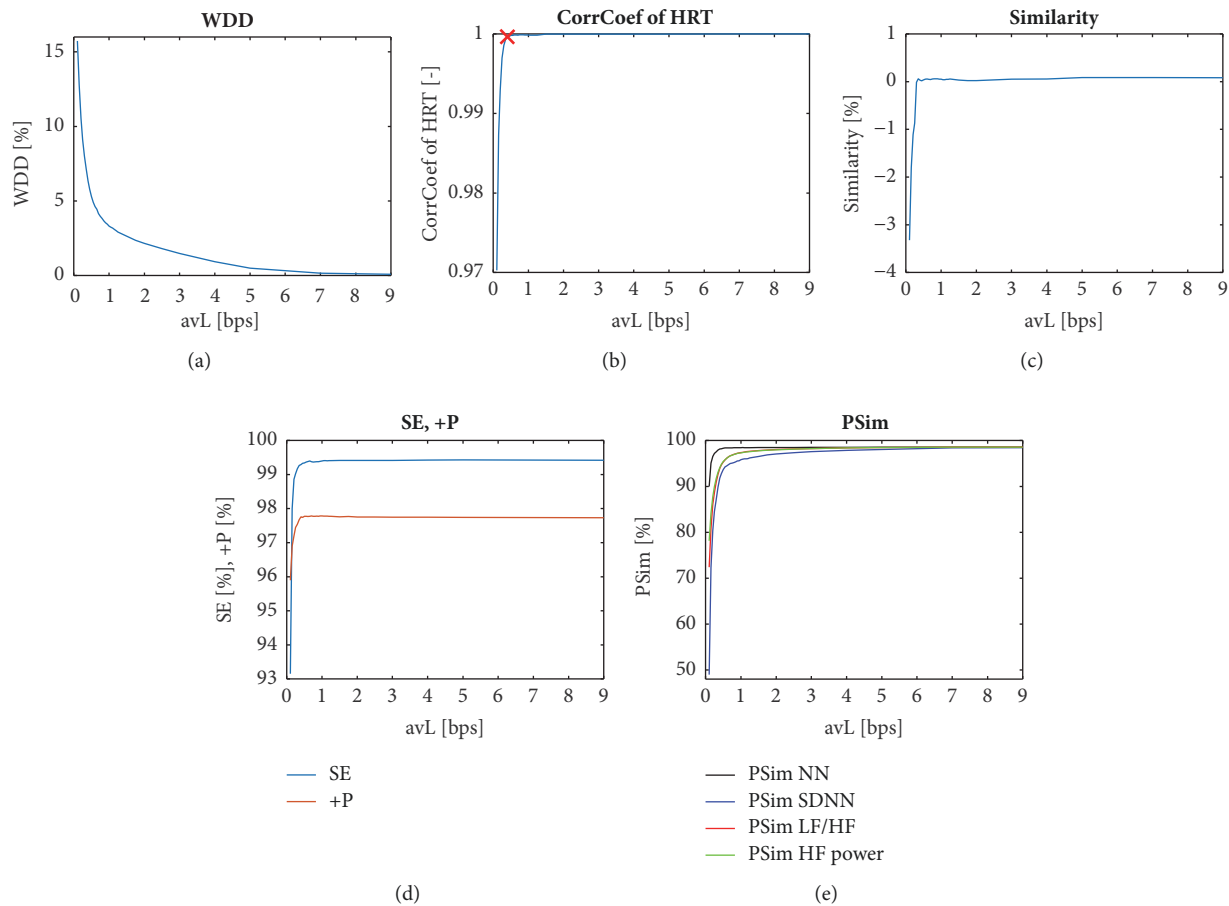 WDD
15
10
5
0
WDD [%]
0 1 2 3 4 5 6 7 8 9
avL [bps]
(a)
CorrCoef of HRT
1
0.99
0.98
0.97
CorrCoef of HRT [-]
0 1 2 3 4 5 6 7 8 9
avL [bps]
(b)
Similarity
1
0
−1
−2
−3
−4
Similarity [%]
0 1 2 3 4 5 6 7 8 9
avL [bps]
(c)
SE, +P
100
99
98
97
96
95
94
93
SE [%], +P [%]
0 1 2 3 4 5 6 7 8 9
avL [bps]
SE
+P
(d)
PSim
100
90
80
70
60
50
PSim [%]
0 1 2 3 4 5 6 7 8 9
avL [bps]
PSim NN
PSim SDNN
PSim LF/HF
PSim HF power
(e)